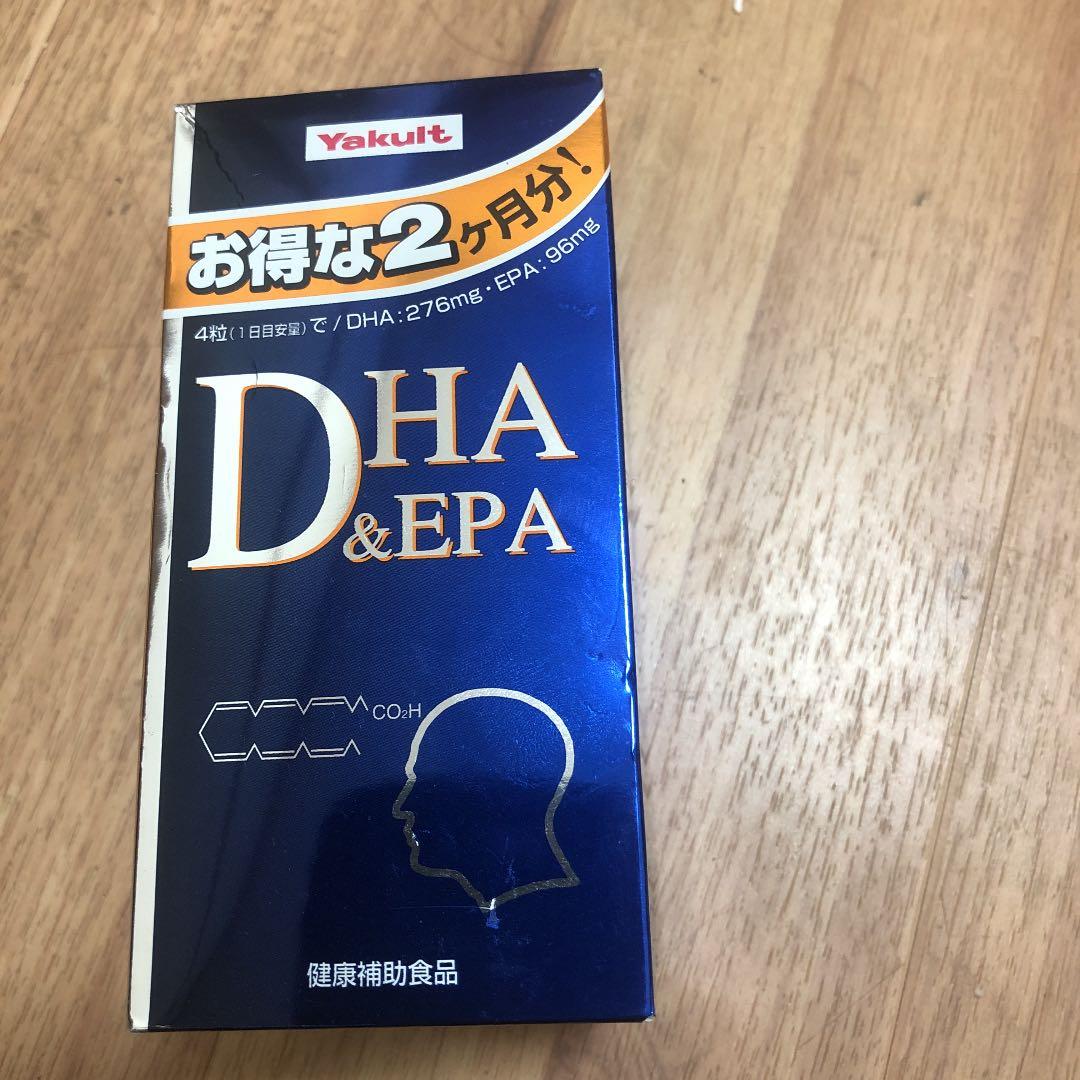 Yakult
お得な2ヶ月分!
4粒(1日目安量)で/DHA:276mg・EPA:96mg
DHA
&EPA
CO₂H
健康補助食品